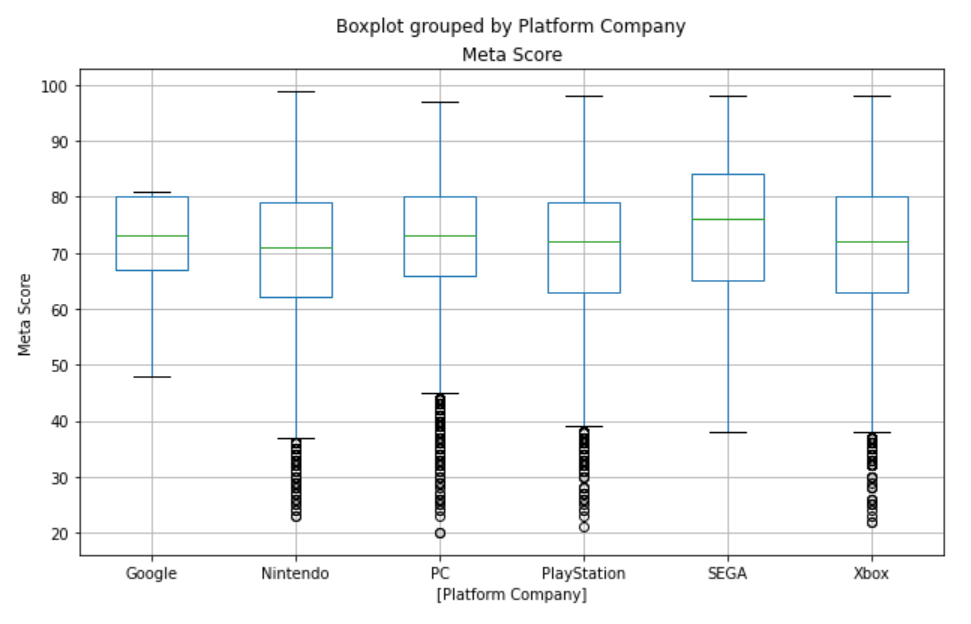 Boxplot grouped by Platform Company
Meta Score
100
90
80
70
60
50
40
30
20
Meta Score
Google Nintendo PC PlayStation SEGA Xbox
[Platform Company]